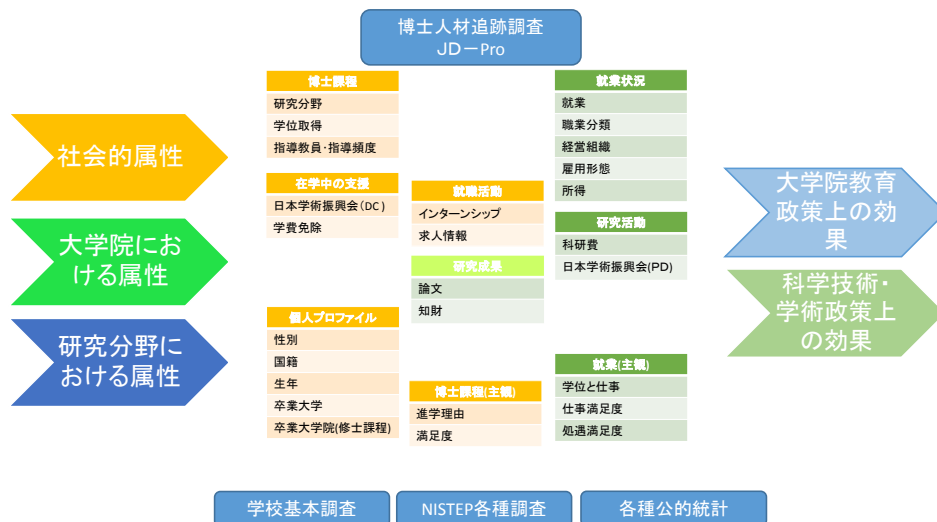 博士人材追跡調査
JD－Pro
社会的属性
大学院にお
ける属性
研究分野に
おける属性
博士課程
研究分野
学位取得
指導教員・指導頻度
在学中の支援
日本学術振興会(DC)
学費免除
個人プロファイル
性別
国籍
生年
卒業大学
卒業大学院(修士課程)
就職活動
インターンシップ
求人情報
研究成果
論文
知財
博士課程(主観)
進学理由
満足度
就業状況
就業
職業分類
経営組織
雇用形態
所得
研究活動
科研費
日本学術振興会(PD)
就業(主観)
学位と仕事
仕事満足度
処遇満足度
大学院教育
政策上の効
果
科学技術・
学術政策上
の効果
学校基本調査
NISTEP各種調査
各種公的統計